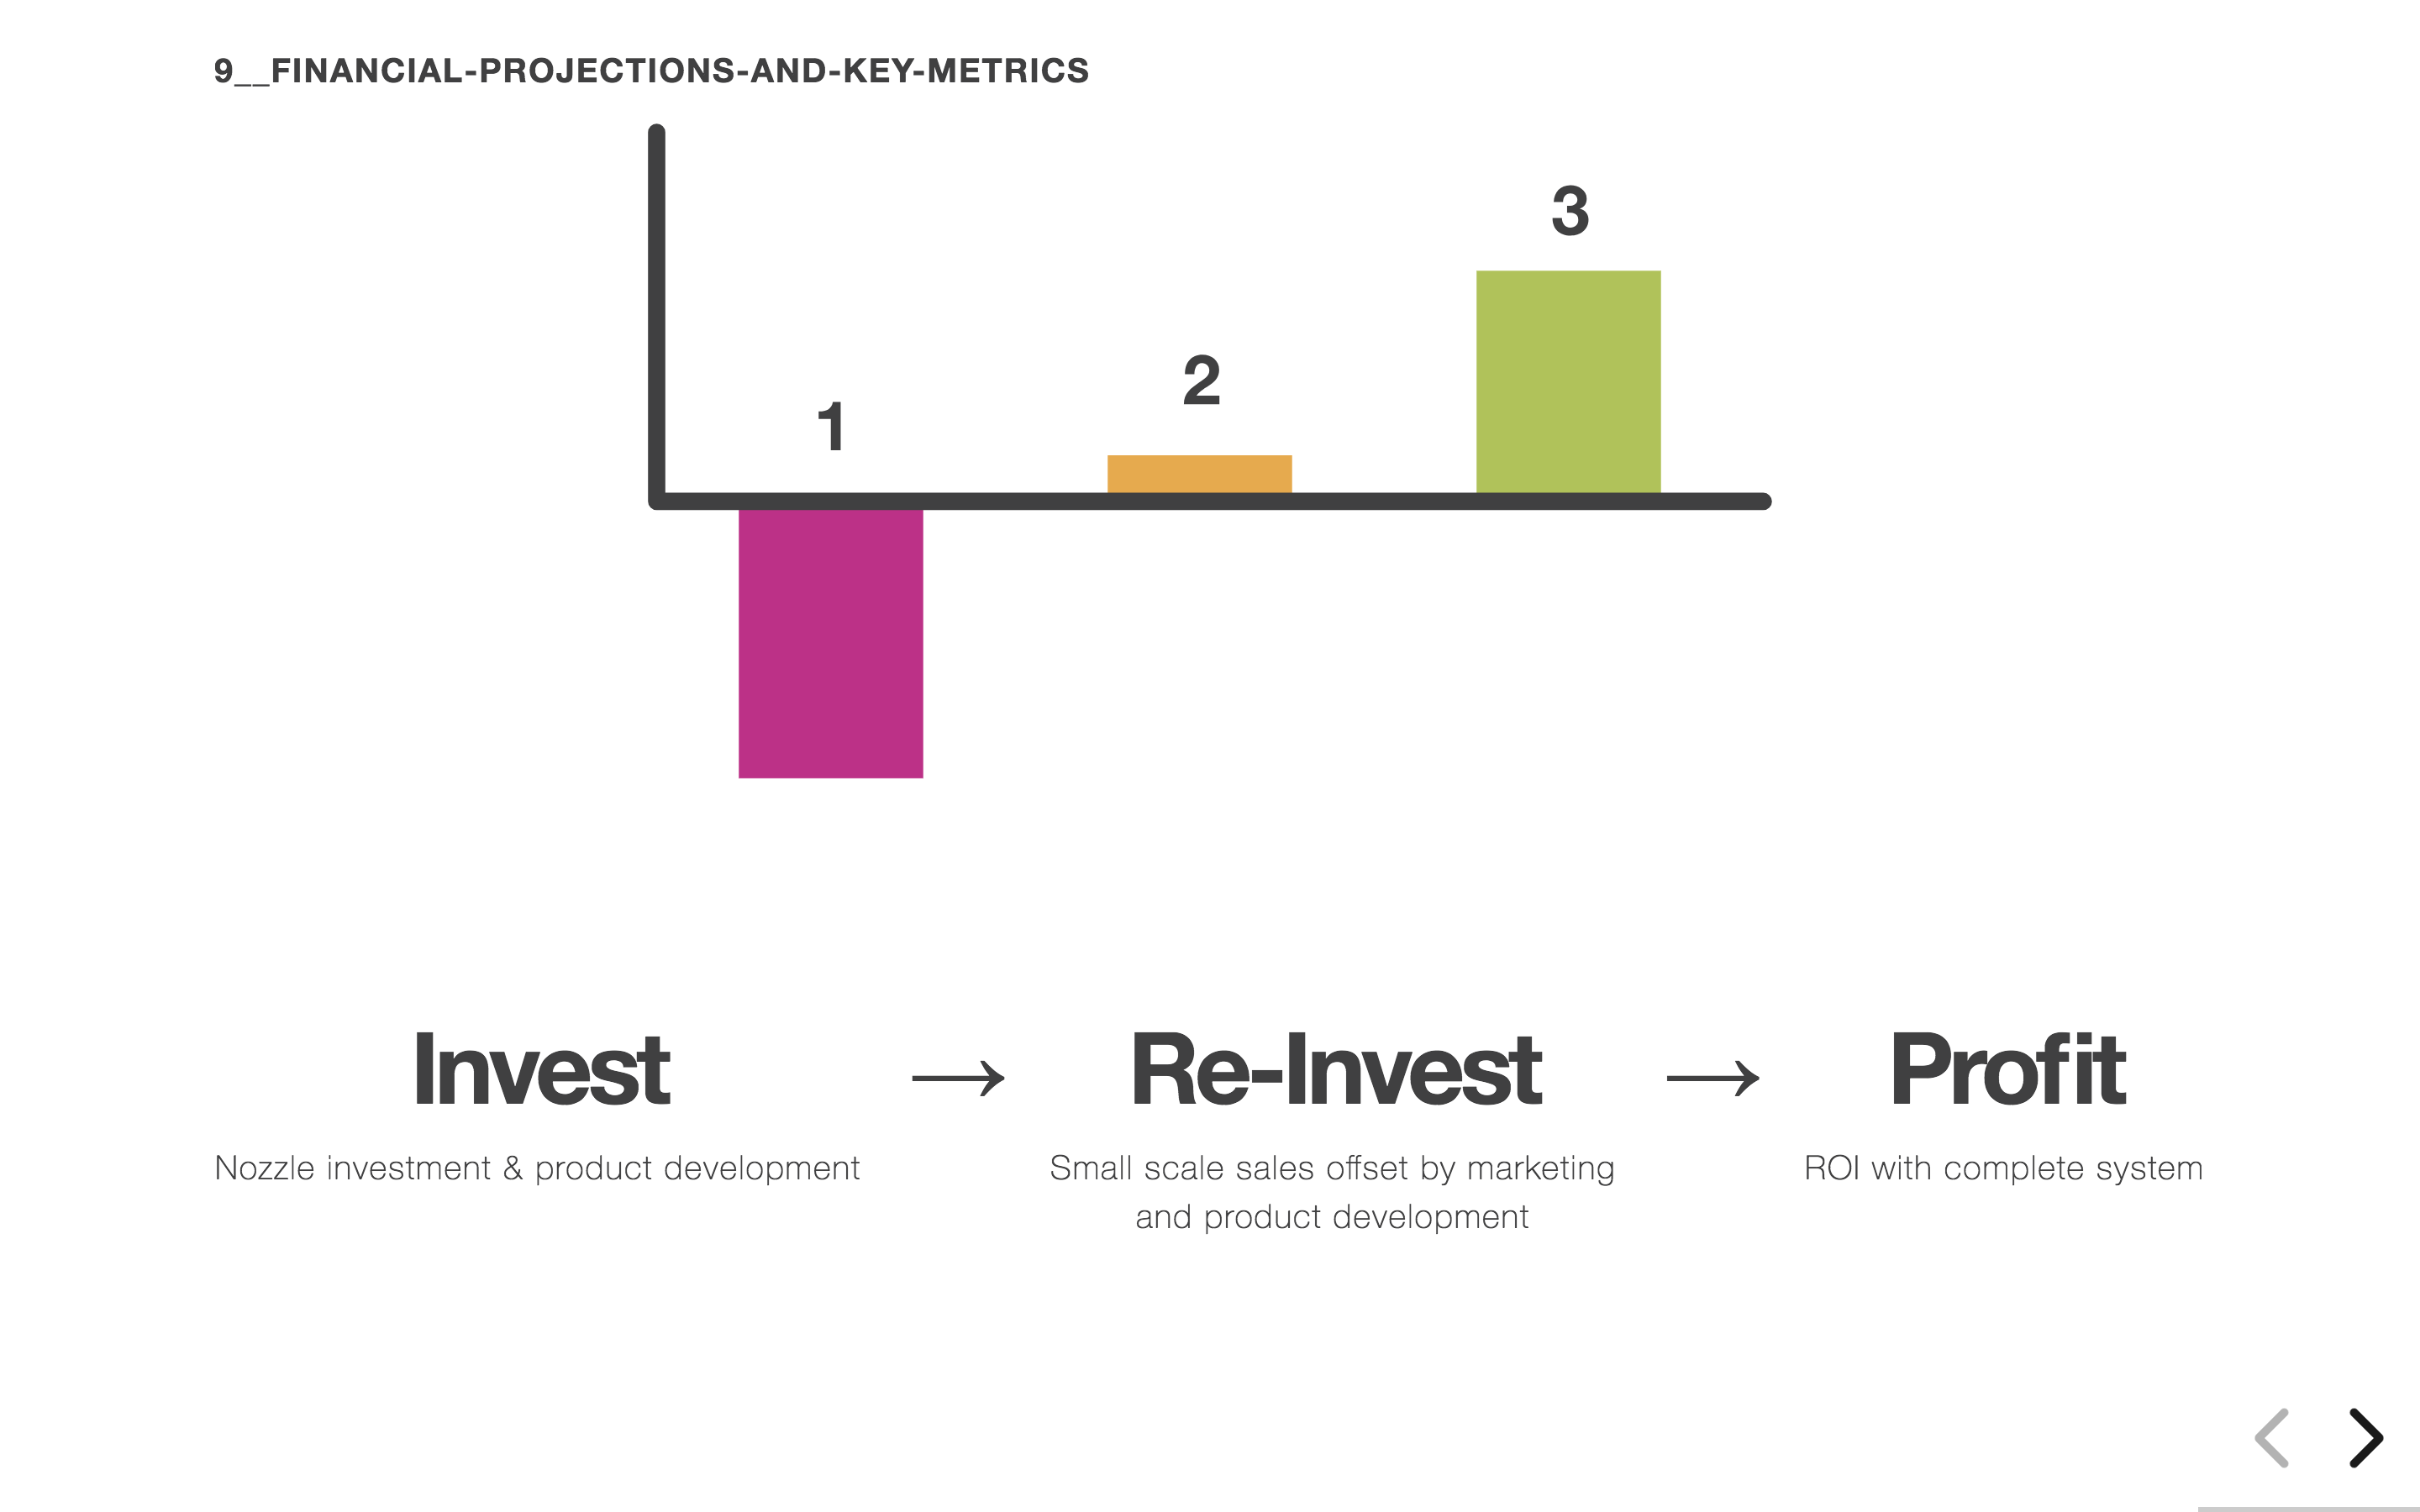 9__FINANCIAL-PROJECTIONS-AND-KEY-METRICS
1
2
3
Invest → Re-Invest → Profit
Nozzle investment & product development
Small scale sales offset by marketing
and product development
ROI with complete system